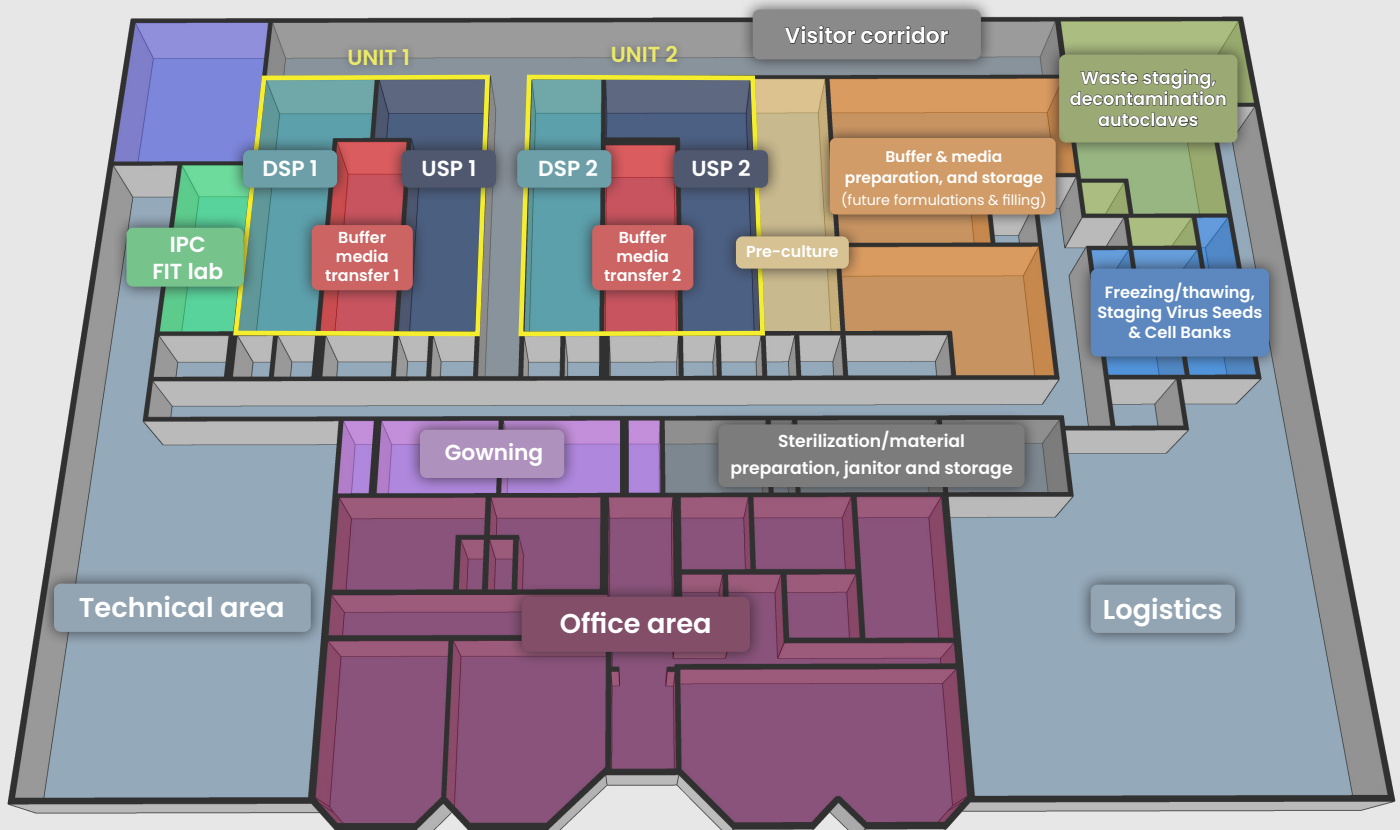 Visitor corridor
UNIT 1
UNIT 2
Waste staging,
decontamination
autoclaves
DSP 1
USP 1
DSP 2
USP 2
Buffer & media
preparation, and storage
(future formulations & filling)
IPC
FIT lab
Buffer
media
transfer 1
Buffer
media
transfer 2
Pre-culture
Freezing/thawing,
Staging Virus Seeds
& Cell Banks
Gowning
Sterilization/material
preparation, janitor and storage
Technical area
Office area
Logistics